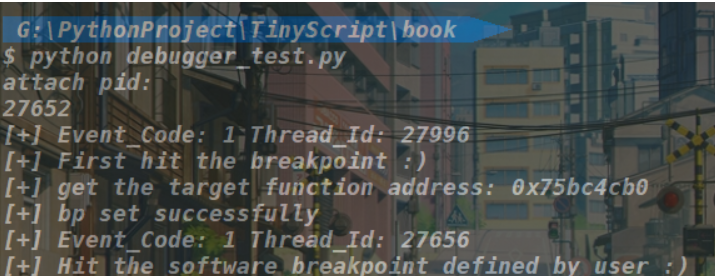 G:\PythonProject\TinyScript\book
$ python debugger_test.py
attach pid:
27652
[+] Event_Code: 1 Thread_Id: 27996
[+] First hit the breakpoint :)
[+] get the target function address: 0x75bc4cb0
[+] bp set successfully
[+] Event_Code: 1 Thread_Id: 27656
[+] Hit the software breakpoint defined by user :)